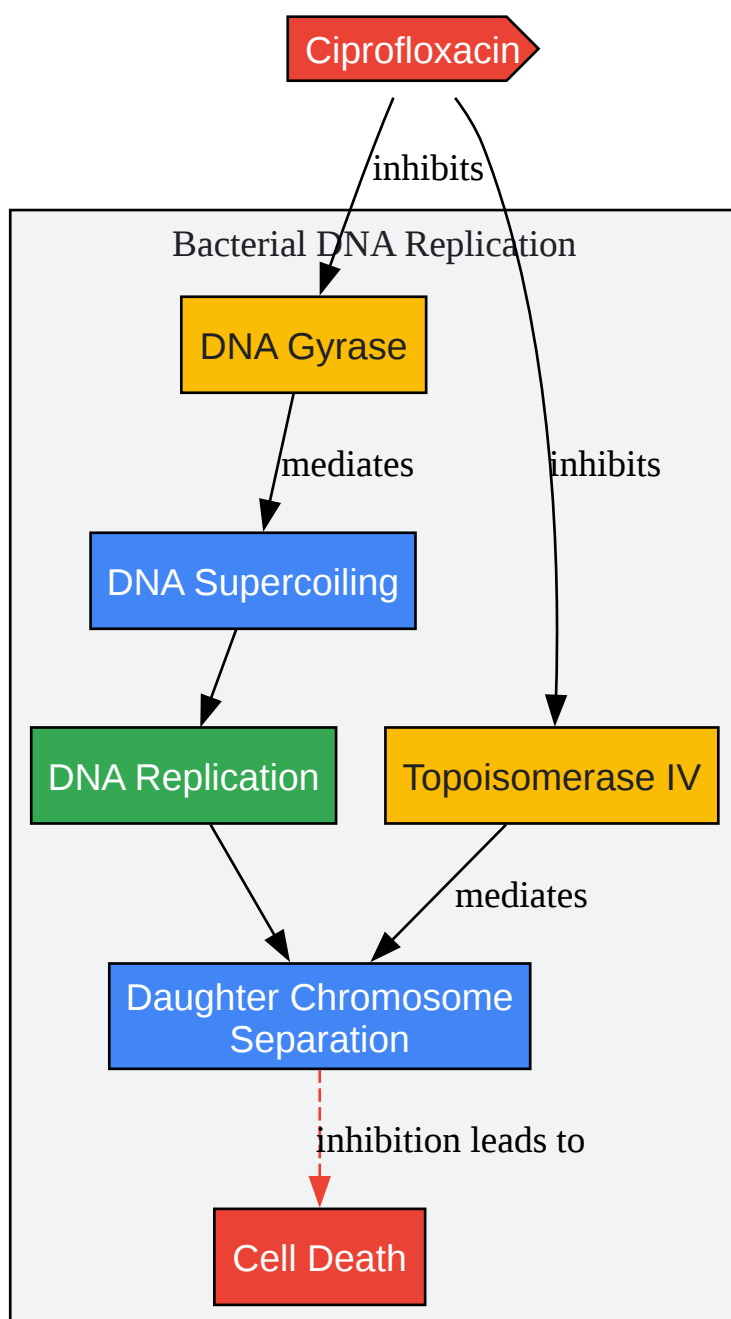 Ciprofloxacin
inhibits
Bacterial DNA Replication
DNA Gyrase
mediates
inhibits
DNA Supercoiling
DNA Replication
Topoisomerase IV
mediates
Daughter Chromosome
Separation
inhibition leads to
Cell Death